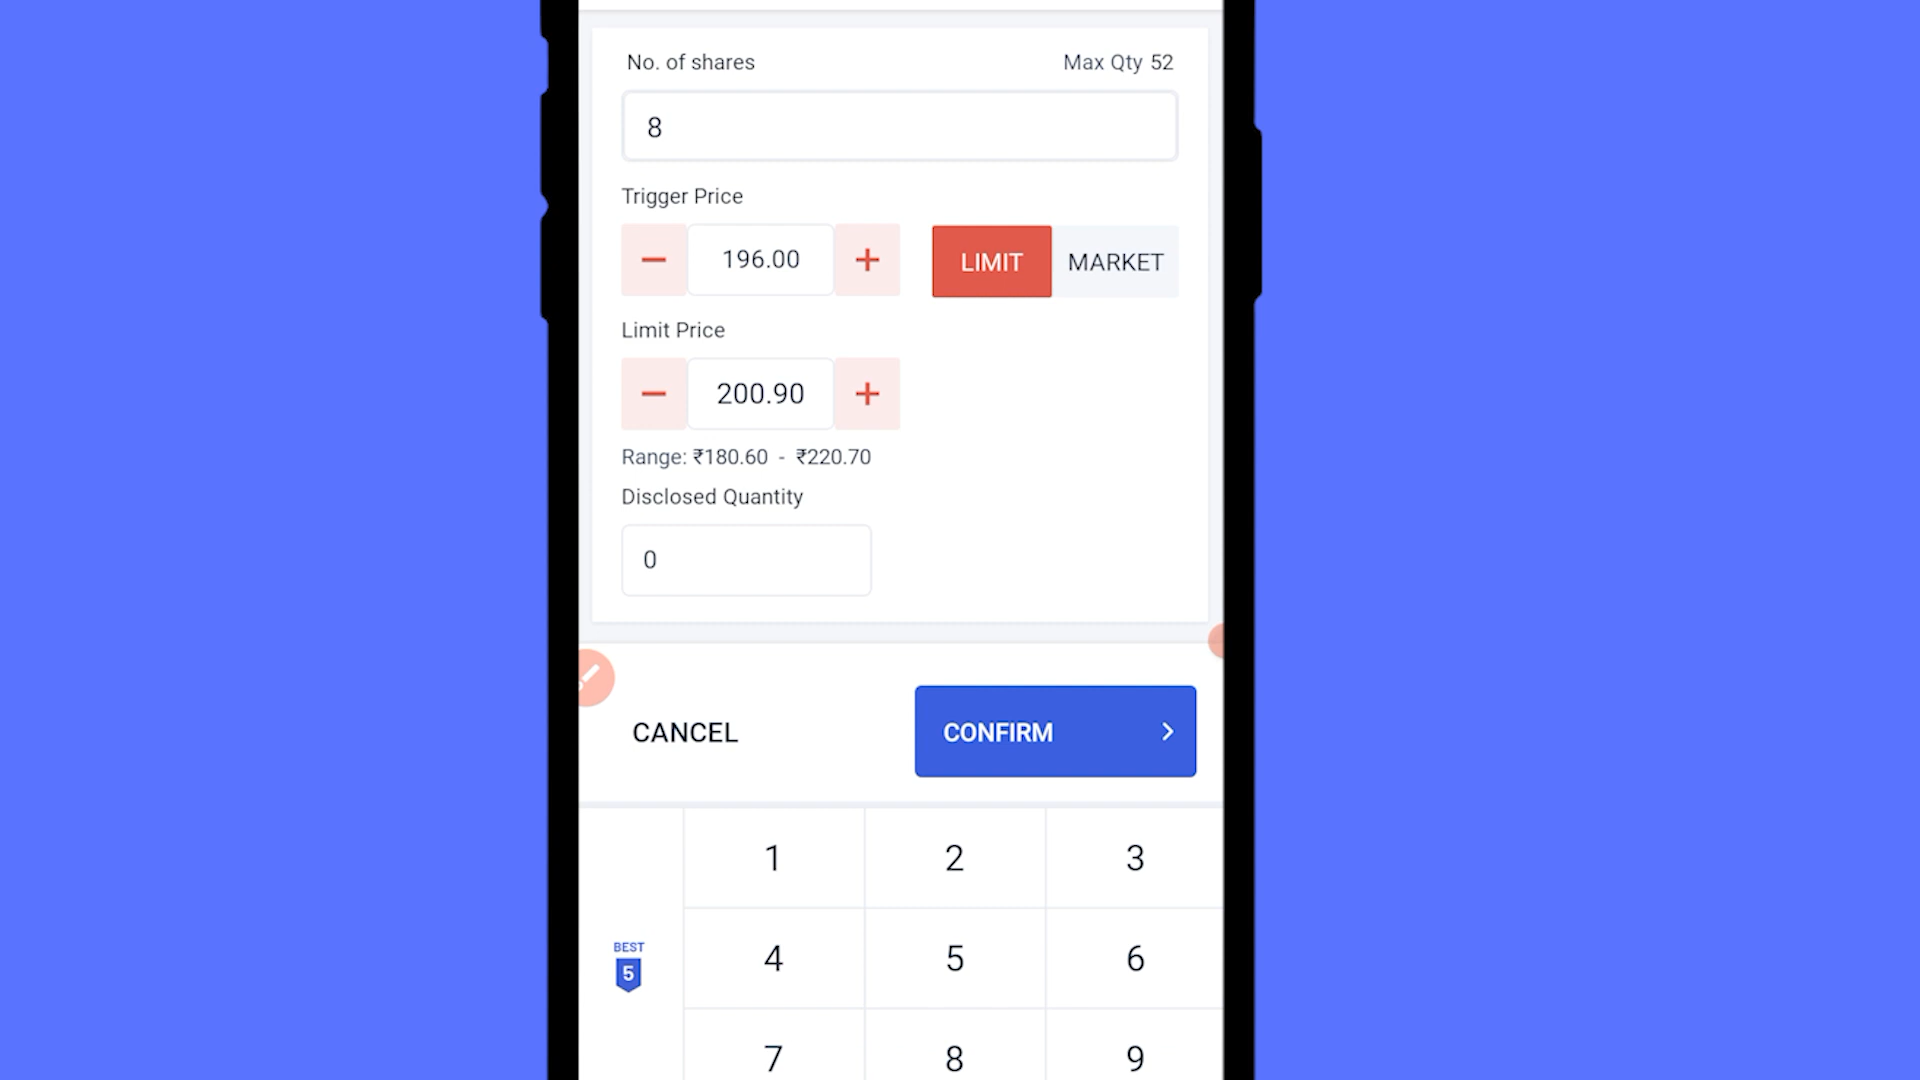 No. of shares
Max Qty 52
8
Trigger Price
196.00
LIMIT
MARKET
Limit Price
200.90
Range: ₹180.60 - ₹220.70
Disclosed Quantity
0
CANCEL
CONFIRM
1 2 3
BEST
5
4 5 6
7 8 9